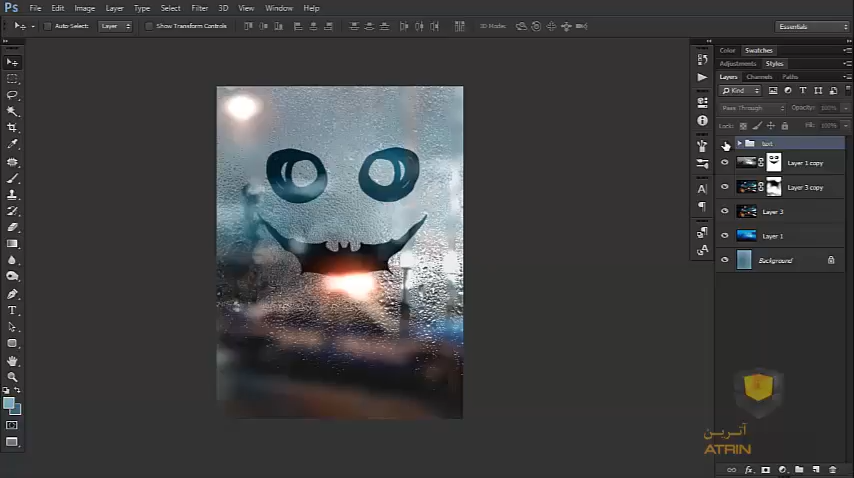 Ps File Edit Image Layer Type Select Filter 3D View Window Help
Auto-Select: Layer Show Transform Controls 3D Mode: Essentials
Color Swatches
Adjustments Styles
Layers Channels Paths
Kind
Pass Through Opacity: 100%
Lock: Fill: 100%
text
Layer 1 copy
Layer 3 copy
Layer 3
Layer 1
Background
آترین
ATRIN